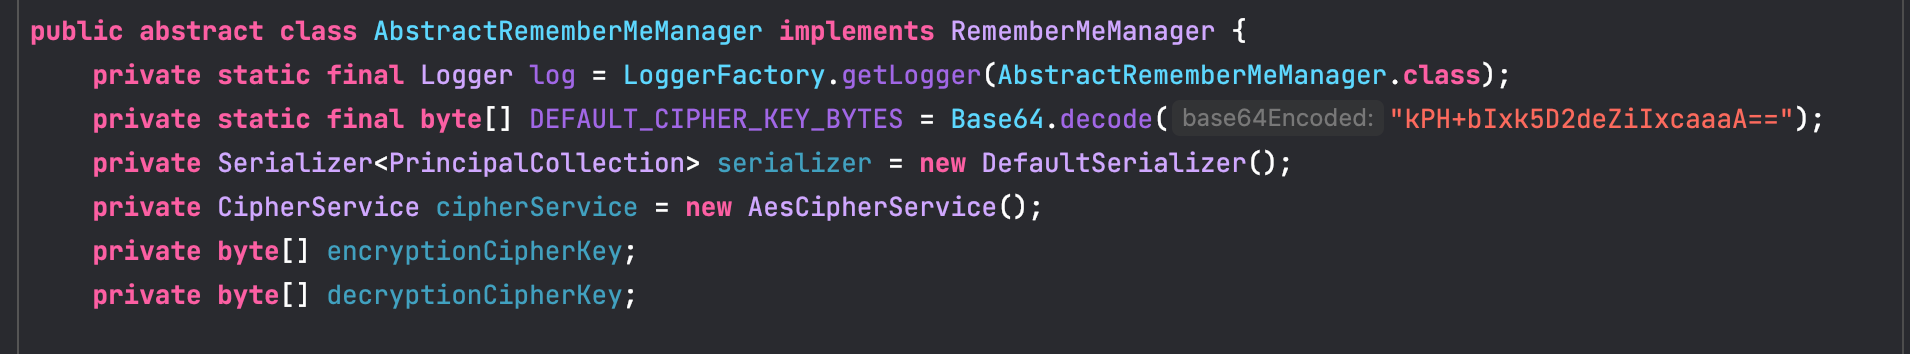 public abstract class AbstractRememberMeManager implements RememberMeManager {
    private static final Logger log = LoggerFactory.getLogger(AbstractRememberMeManager.class);
    private static final byte[] DEFAULT_CIPHER_KEY_BYTES = Base64.decode( base64Encoded: "kPH+bIxk5D2deZiIxcaaaA==");
    private Serializer<PrincipalCollection> serializer = new DefaultSerializer();
    private CipherService cipherService = new AesCipherService();
    private byte[] encryptionCipherKey;
    private byte[] decryptionCipherKey;